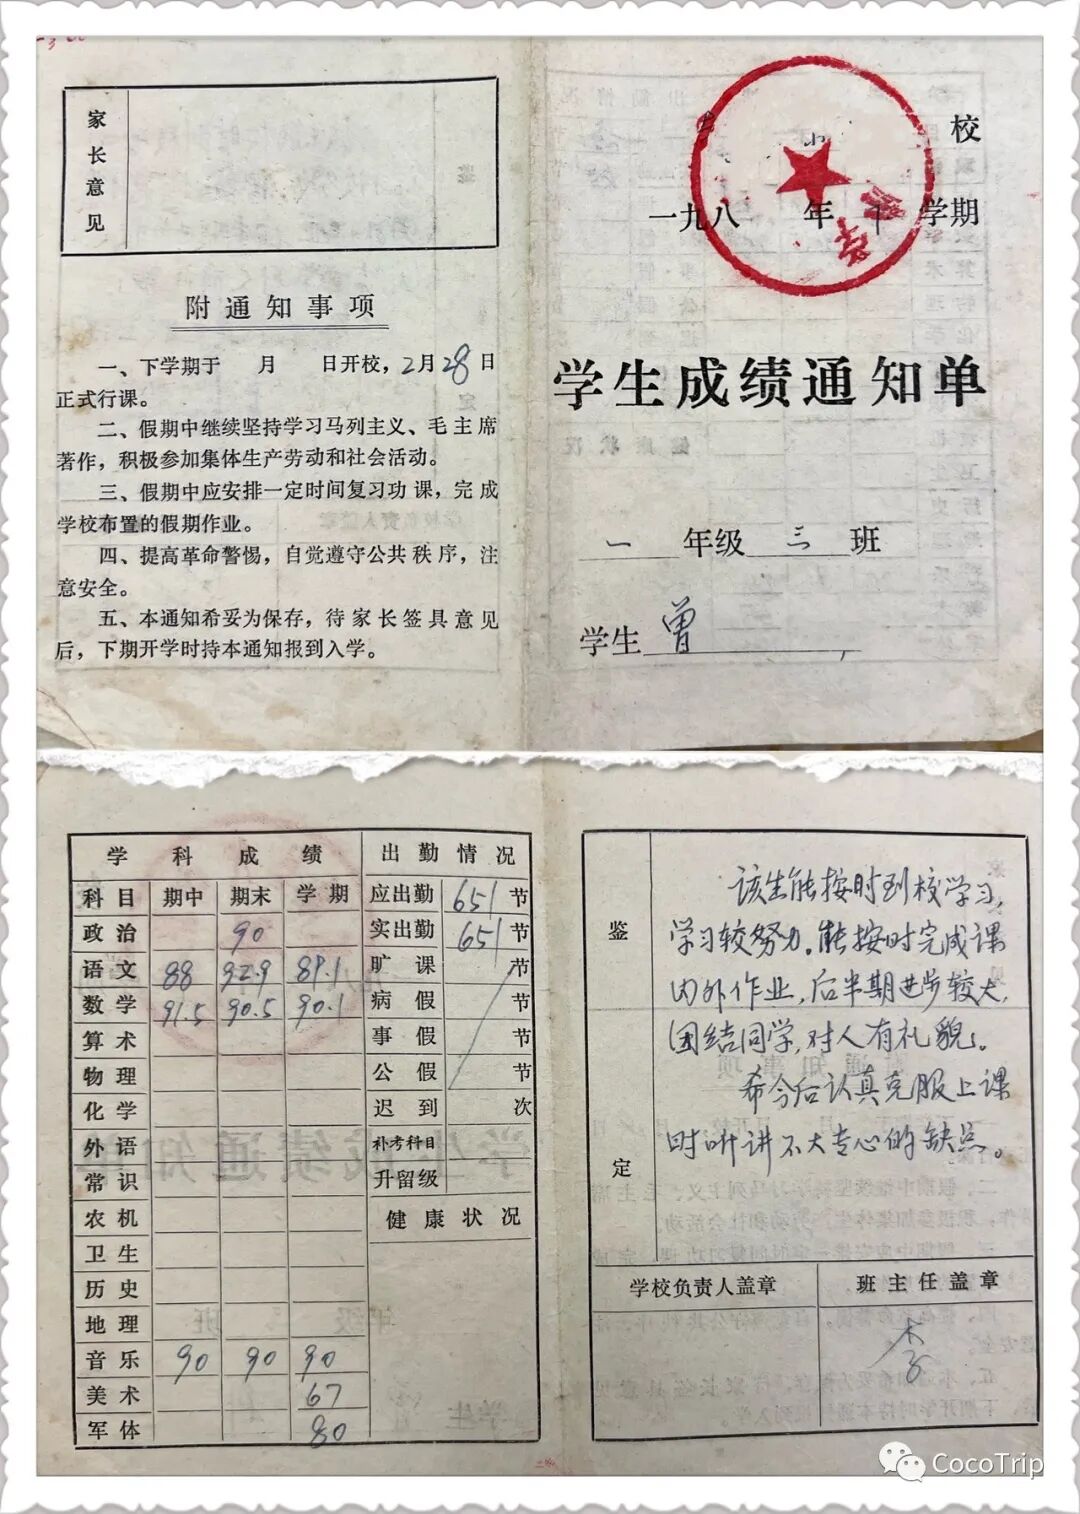 家长意见
附通知事项
一、下学期于 月 日开校，2月28日
正式行课。
二、假期中继续坚持学习马列主义、毛主席
著作，积极参加集体生产劳动和社会活动。
三、假期中应安排一定时间复习功课，完成
学校布置的假期作业。
四、提高革命警惕，自觉遵守公共秩序，注
意安全。
五、本通知希妥为保存，待家长签具意见
后，下期开学时持本通知报到入学。
校
一九八 年 学期
学生成绩通知单
一 年级 三 班
学生 曾
学科成绩 出勤情况
科目 期中 期末 学期 应出勤 651 节
政治 90 实出勤 651 节
语文 88 92.9 89.1 旷课 节
数学 91.5 90.5 90.1 病假 节
算术 事假 节
物理 公假 节
化学 迟到 次
外语 补考科目
常识 升留级
农机 健康状况
卫生
历史
地理
音乐 90 90 90
美术 67
军体 80
鉴定
该生能按时到校学习，
学习较努力。能按时完成课
内外作业，后半期进步较大，
团结同学，对人有礼貌。
希今后认真克服上课
时听讲不大专心的缺点。
学校负责人盖章 班主任盖章
李
CocoTrip